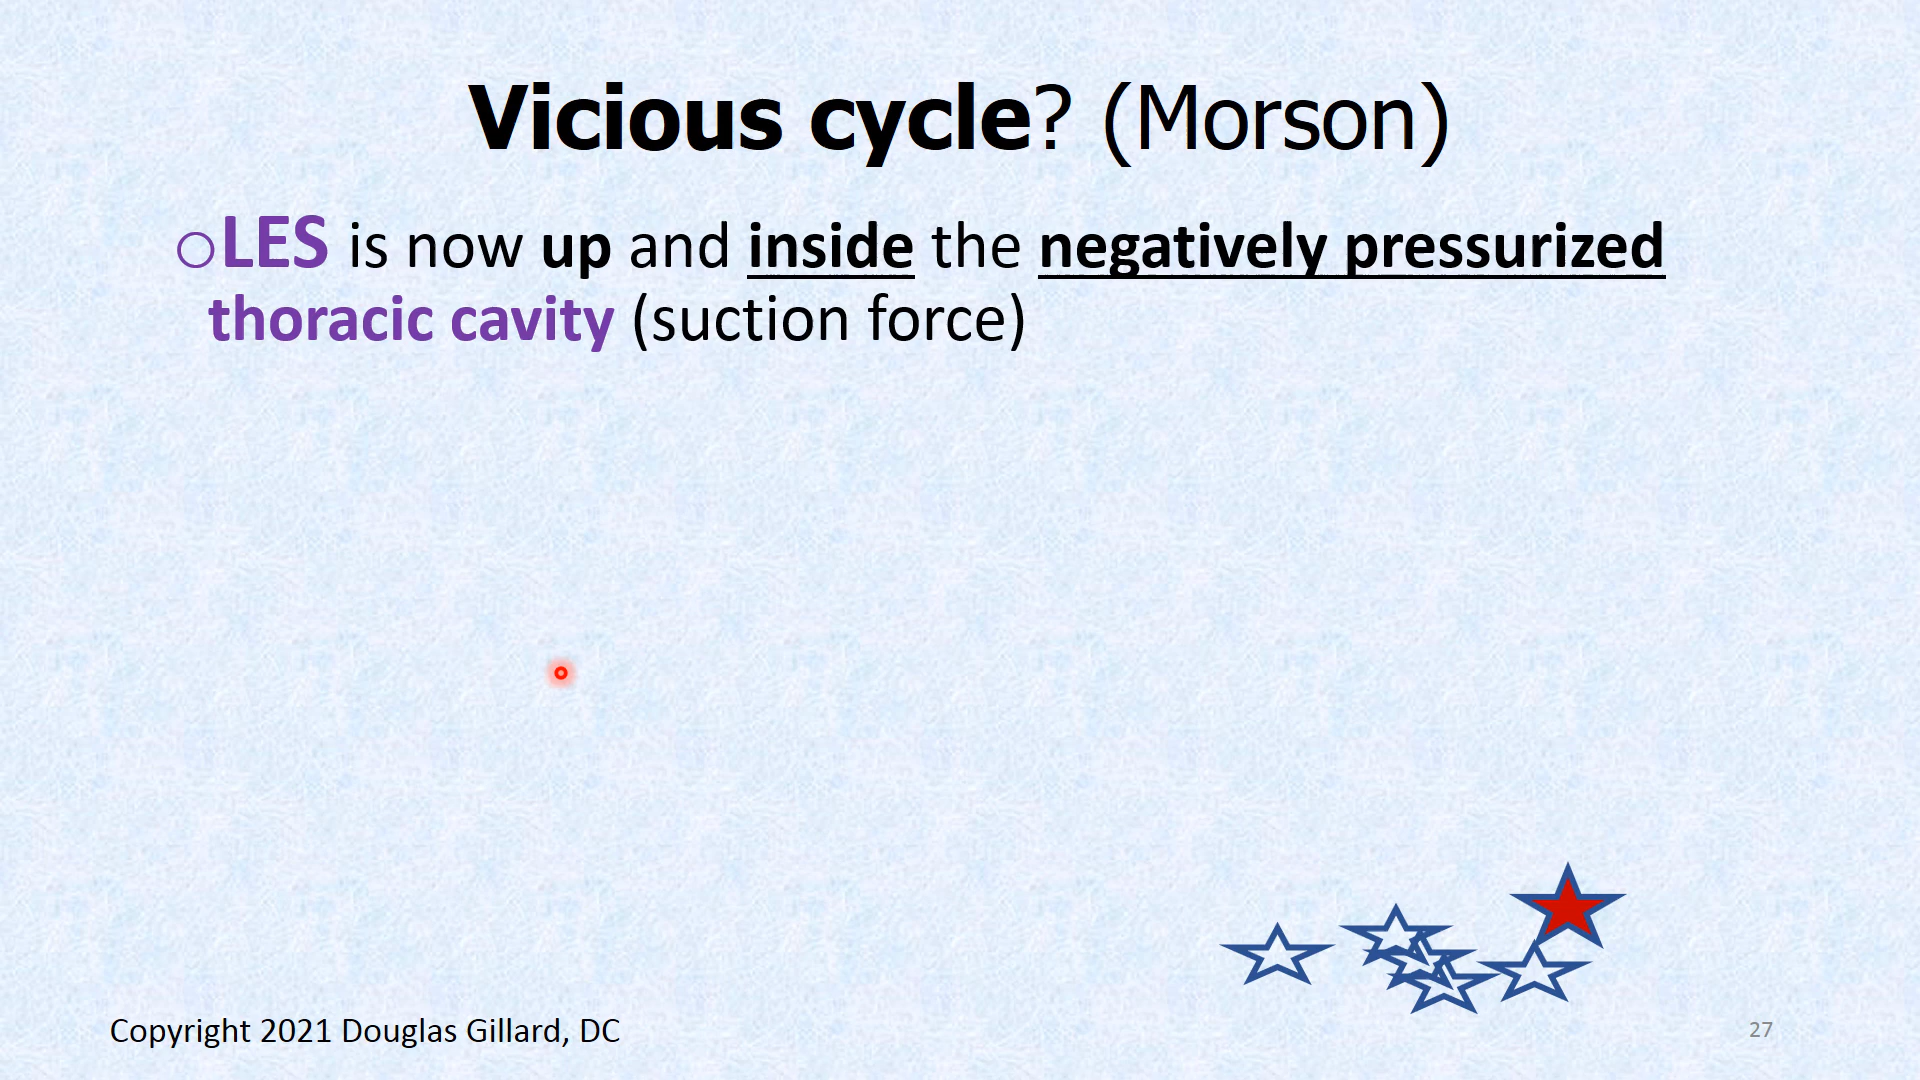 Vicious cycle? (Morson)
LES is now up and inside the negatively pressurized
thoracic cavity (suction force)
Copyright 2021 Douglas Gillard, DC
27